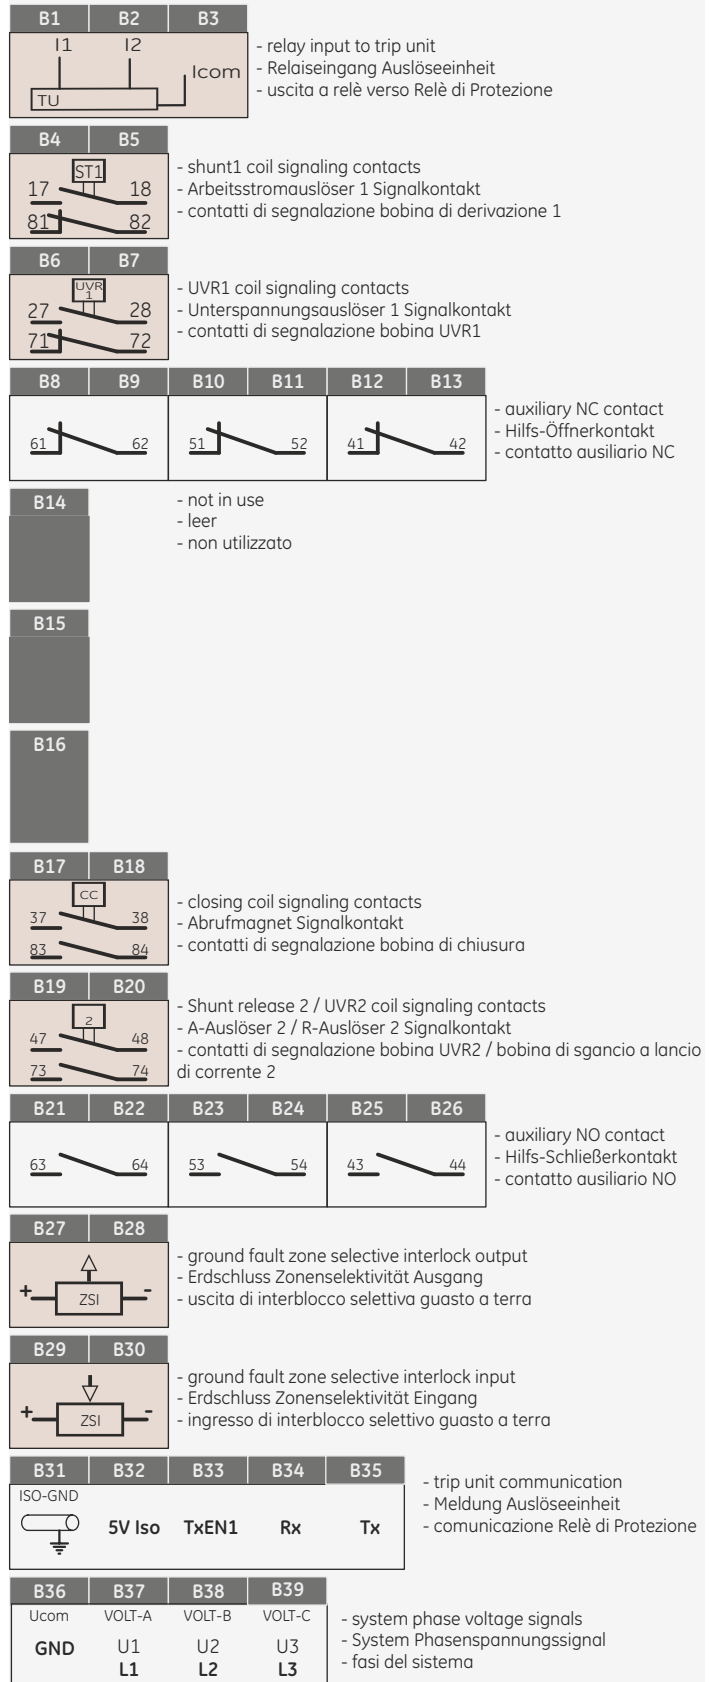 B1 B2 B3
I1 I2
Icom
TU
- relay input to trip unit
- Relaiseingang Auslöseeinheit
- uscita a relè verso Relè di Protezione
B4 B5
ST1
17 18
81 82
- shunt1 coil signaling contacts
- Arbeitsstromauslöser 1 Signalkontakt
- contatti di segnalazione bobina di derivazione 1
B6 B7
UVR
1
27 28
71 72
- UVR1 coil signaling contacts
- Unterspannungsauslöser 1 Signalkontakt
- contatti di segnalazione bobina UVR1
B8 B9 B10 B11 B12 B13
61 62 51 52 41 42
- auxiliary NC contact
- Hilfs-Öffnerkontakt
- contatto ausiliario NC
B14
- not in use
- leer
- non utilizzato
B15
B16
B17 B18
CC
37 38
83 84
- closing coil signaling contacts
- Abrufmagnet Signalkontakt
- contatti di segnalazione bobina di chiusura
B19 B20
2
47 48
73 74
- Shunt release 2 / UVR2 coil signaling contacts
- A-Auslöser 2 / R-Auslöser 2 Signalkontakt
- contatti di segnalazione bobina UVR2 / bobina di sgancio a lancio
di corrente 2
B21 B22 B23 B24 B25 B26
63 64 53 54 43 44
- auxiliary NO contact
- Hilfs-Schließerkontakt
- contatto ausiliario NO
B27 B28
+ ZSI -
- ground fault zone selective interlock output
- Erdschluss Zonenselektivität Ausgang
- uscita di interblocco selettiva guasto a terra
B29 B30
+ ZSI -
- ground fault zone selective interlock input
- Erdschluss Zonenselektivität Eingang
- ingresso di interblocco selettivo guasto a terra
B31 B32 B33 B34 B35
ISO-GND
5V Iso TxEN1 Rx Tx
- trip unit communication
- Meldung Auslöseeinheit
- comunicazione Relè di Protezione
B36 B37 B38 B39
Ucom VOLT-A VOLT-B VOLT-C
GND U1 U2 U3
L1 L2 L3
- system phase voltage signals
- System Phasenspannungssignal
- fasi del sistema